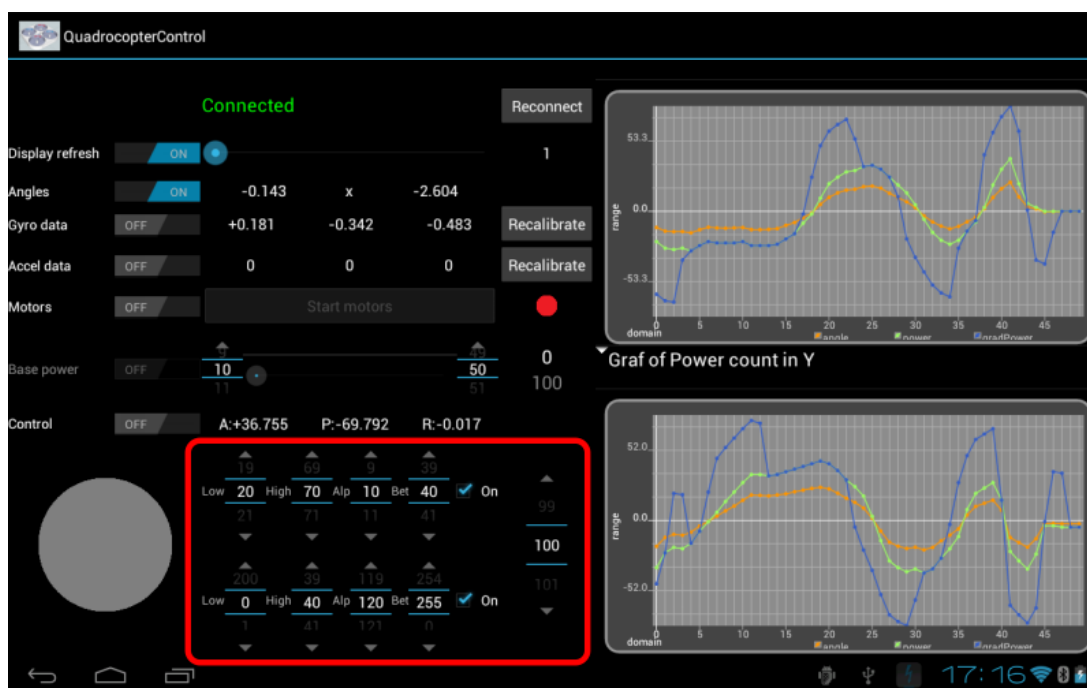 QuadrocopterControl
Connected
Reconnect
Display refresh ON 1
Angles ON -0.143 x -2.604
Gyro data OFF +0.181 -0.342 -0.483 Recalibrate
Accel data OFF 0 0 0 Recalibrate
Motors OFF Start motors
9 49
Base power OFF 10 50 0
11 51 100
Control OFF A:+36.755 P:-69.792 R:-0.017
19 69 9 39
Low 20 High 70 Alp 10 Bet 40 On
21 71 11 41
99
100
101
200 39 119 254
Low 0 High 40 Alp 120 Bet 255 On
1 41 121 0
53.3
range 0.0
-53.3
domain 0 5 10 15 20 25 30 35 40 45
angle power gradPower
Graf of Power count in Y
52.0
range 0.0
-52.0
domain 0 5 10 15 20 25 30 35 40 45
angle power gradPower
17:16